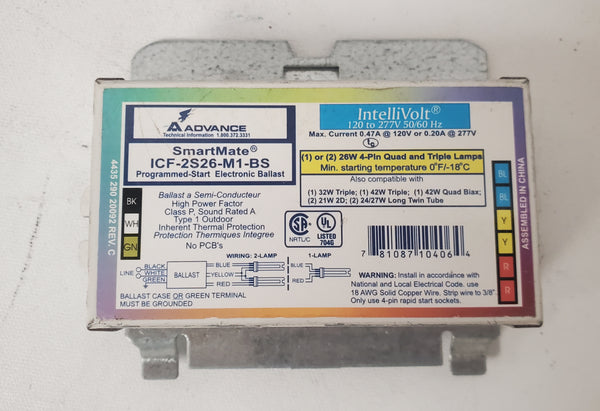 ADVANCE
Technical Information 1.800.372.3331
SmartMate®
ICF-2S26-M1-BS
Programmed-Start Electronic Ballast
Ballast a Semi-Conducteur
High Power Factor
Class P, Sound Rated A
Type 1 Outdoor
Inherent Thermal Protection
Protection Thermiques Integree
No PCB's
IntelliVolt®
120 to 277V 50/60 Hz
Max. Current 0.47A @ 120V or 0.20A @ 277V
(1) or (2) 26W 4-Pin Quad and Triple Lamps
Min. starting temperature 0°F/-18°C
Also compatible with
(1) 32W Triple; (1) 42W Triple; (1) 42W Quad Biax;
(2) 21W 2D; (2) 24/27W Long Twin Tube
SA
NRTL/C
UL
LISTED
704G
7 81087 10406 4
WIRING: 2-LAMP
1-LAMP
LINE
BLACK
WHITE
GREEN
BALLAST
BLUE
YELLOW
RED
BLUE
RED
BALLAST CASE OR GREEN TERMINAL
MUST BE GROUNDED
WARNING: Install in accordance with
National and Local Electrical Code. use
18 AWG Solid Copper Wire. Strip wire to 3/8".
Only use 4-pin rapid start sockets.
4435 290 20092 REV. C
BK
WH
GN
BL
BL
Y
Y
R
R
ASSEMBLED IN CHINA